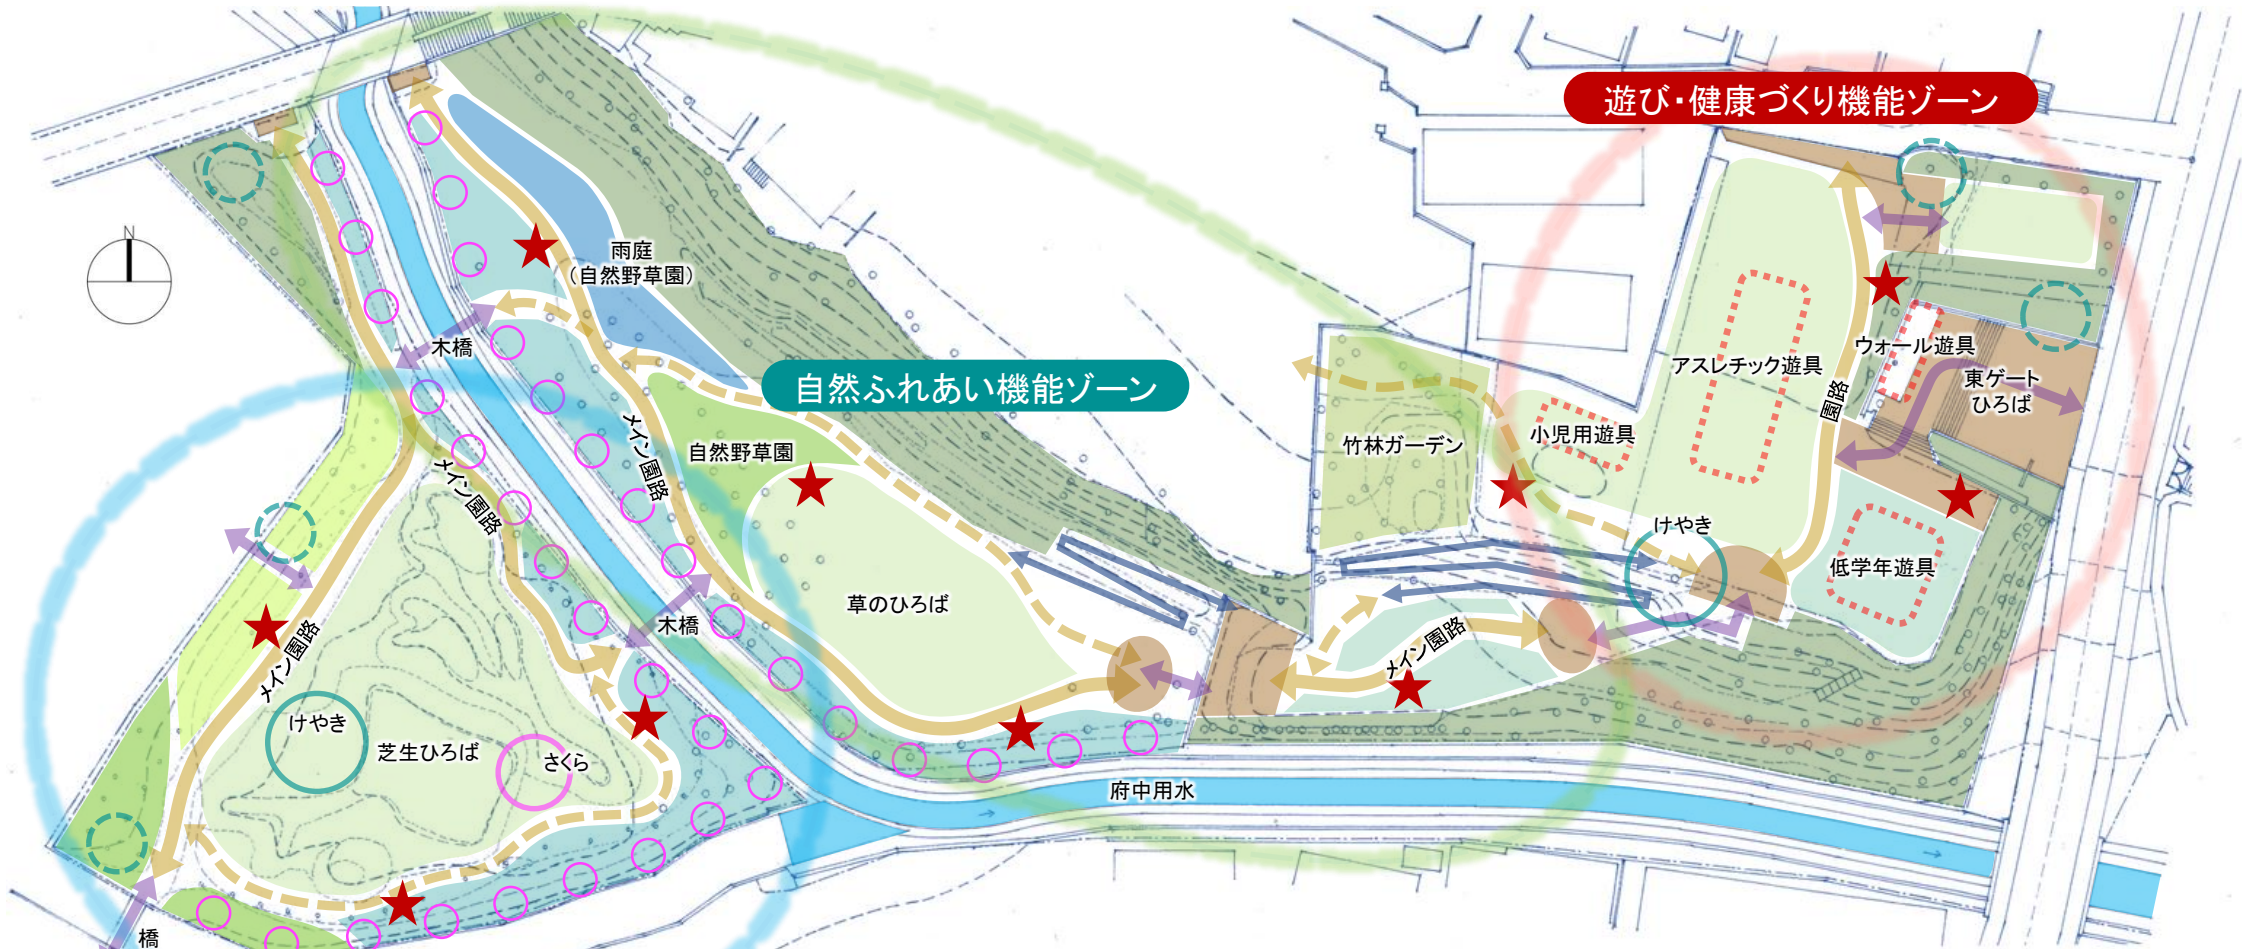 遊び・健康づくり機能ゾーン
N
雨庭
（自然野草園）
木橋
自然ふれあい機能ゾーン
アスレチック遊具
ウォール遊具
東ゲート
ひろば
園路
メイン園路
自然野草園
竹林ガーデン
小児用遊具
メイン園路
けやき
低学年遊具
草のひろば
木橋
メイン園路
メイン園路
けやき
芝生ひろば
さくら
府中用水
橋